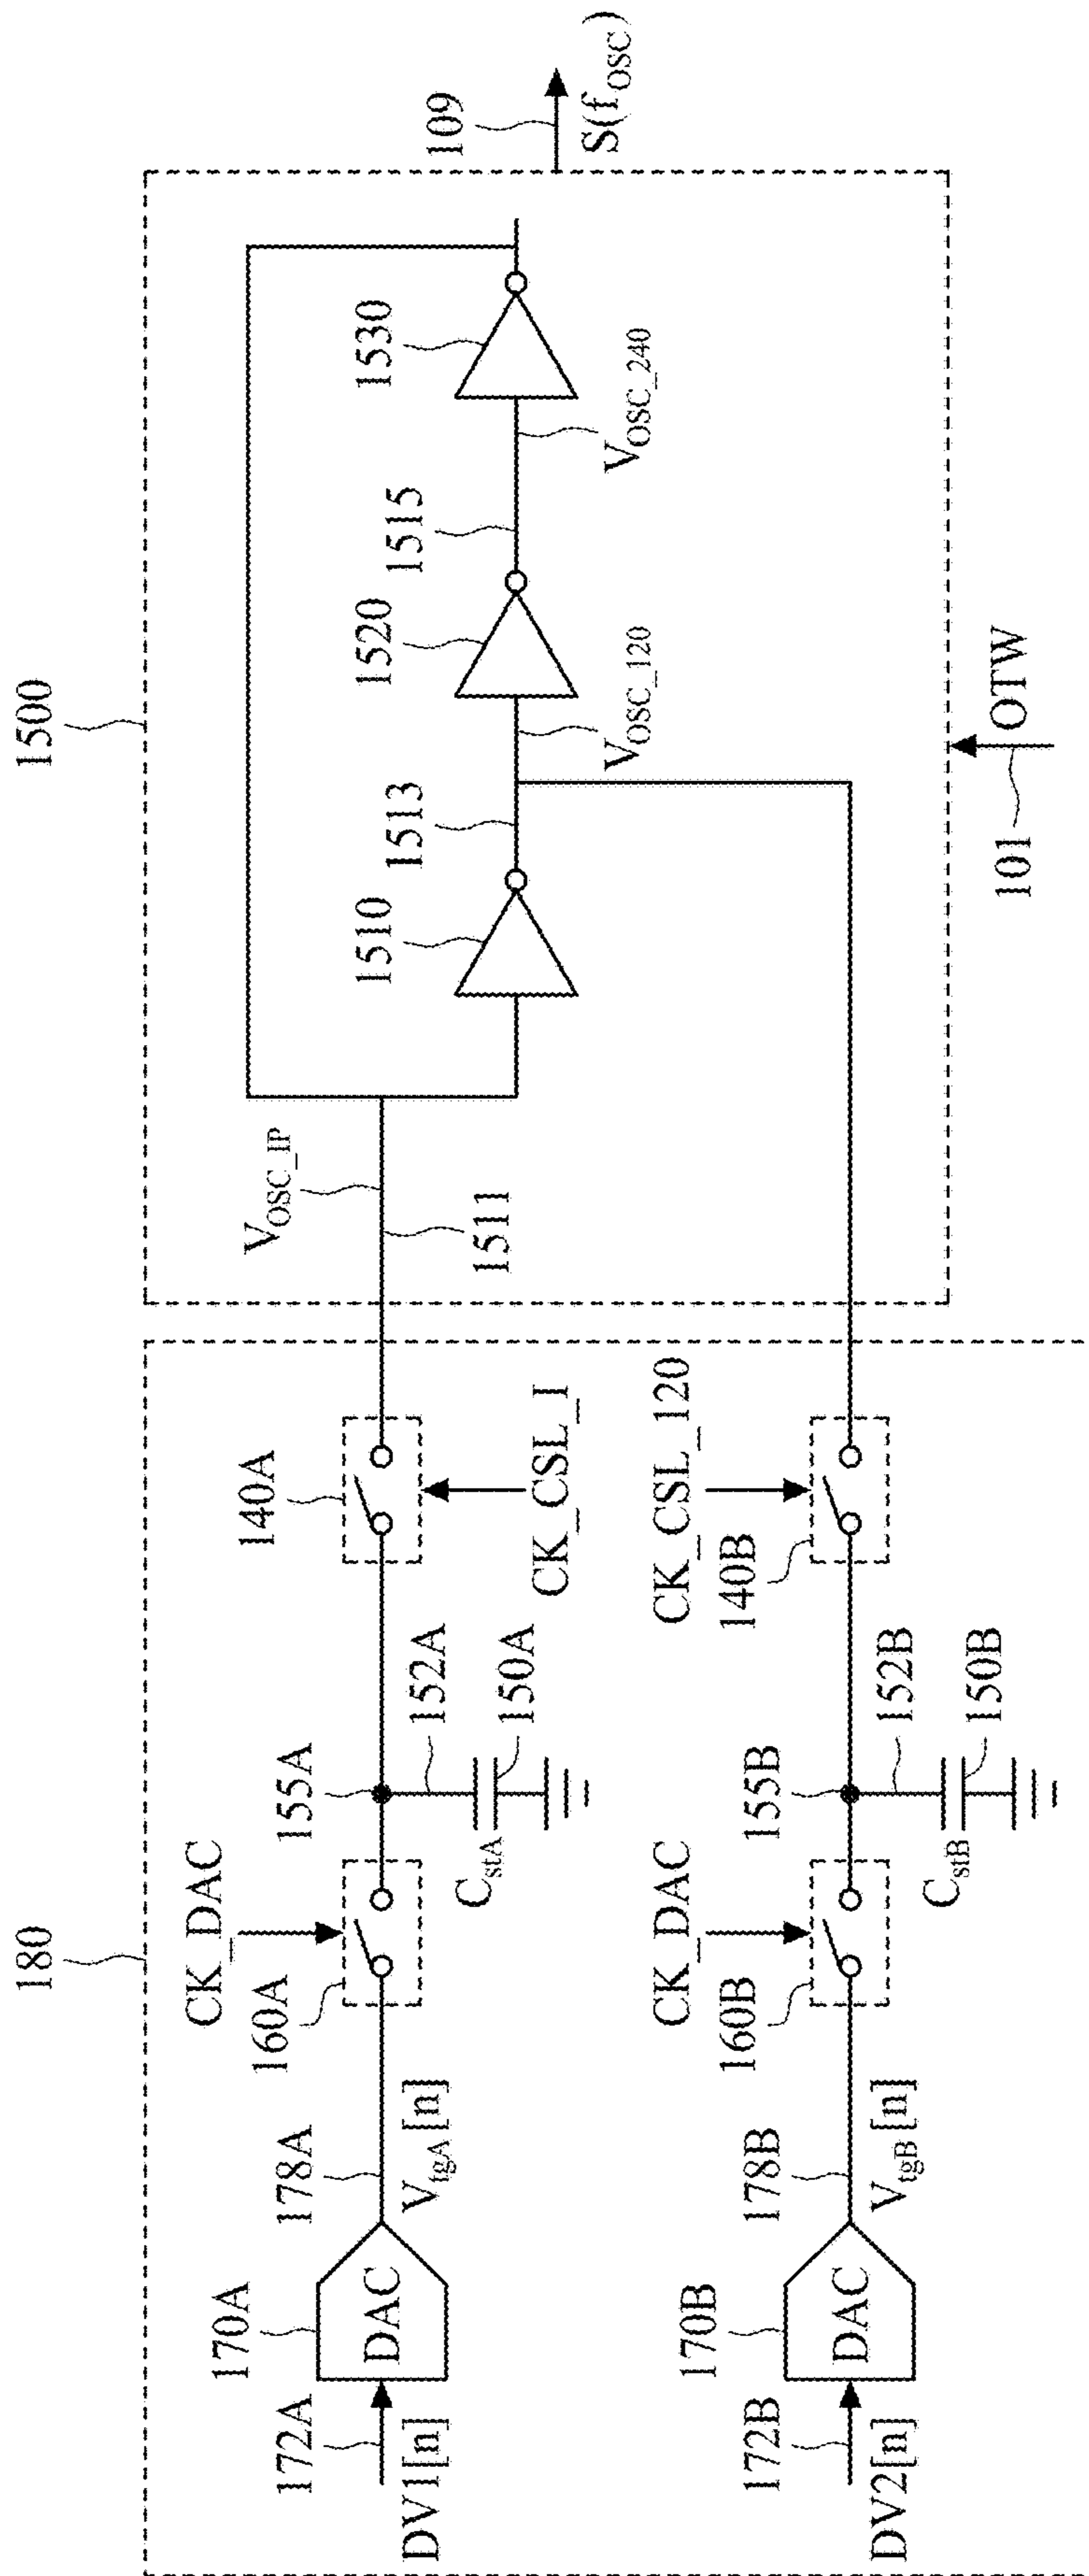 180
1500
170A
172A
DV1[n]
DAC
178A
V_tgA[n]
CK_DAC
160A
155A
152A
150A
C_stA
140A
CK_CSL_I
V_OSC_IP
1511
1510
1513
1520
V_OSC_120
1515
1530
V_OSC_240
109
S(f_OSC)
170B
172B
DV2[n]
DAC
178B
V_tgB[n]
CK_DAC
160B
155B
152B
150B
C_stB
CK_CSL_120
140B
101
OTW